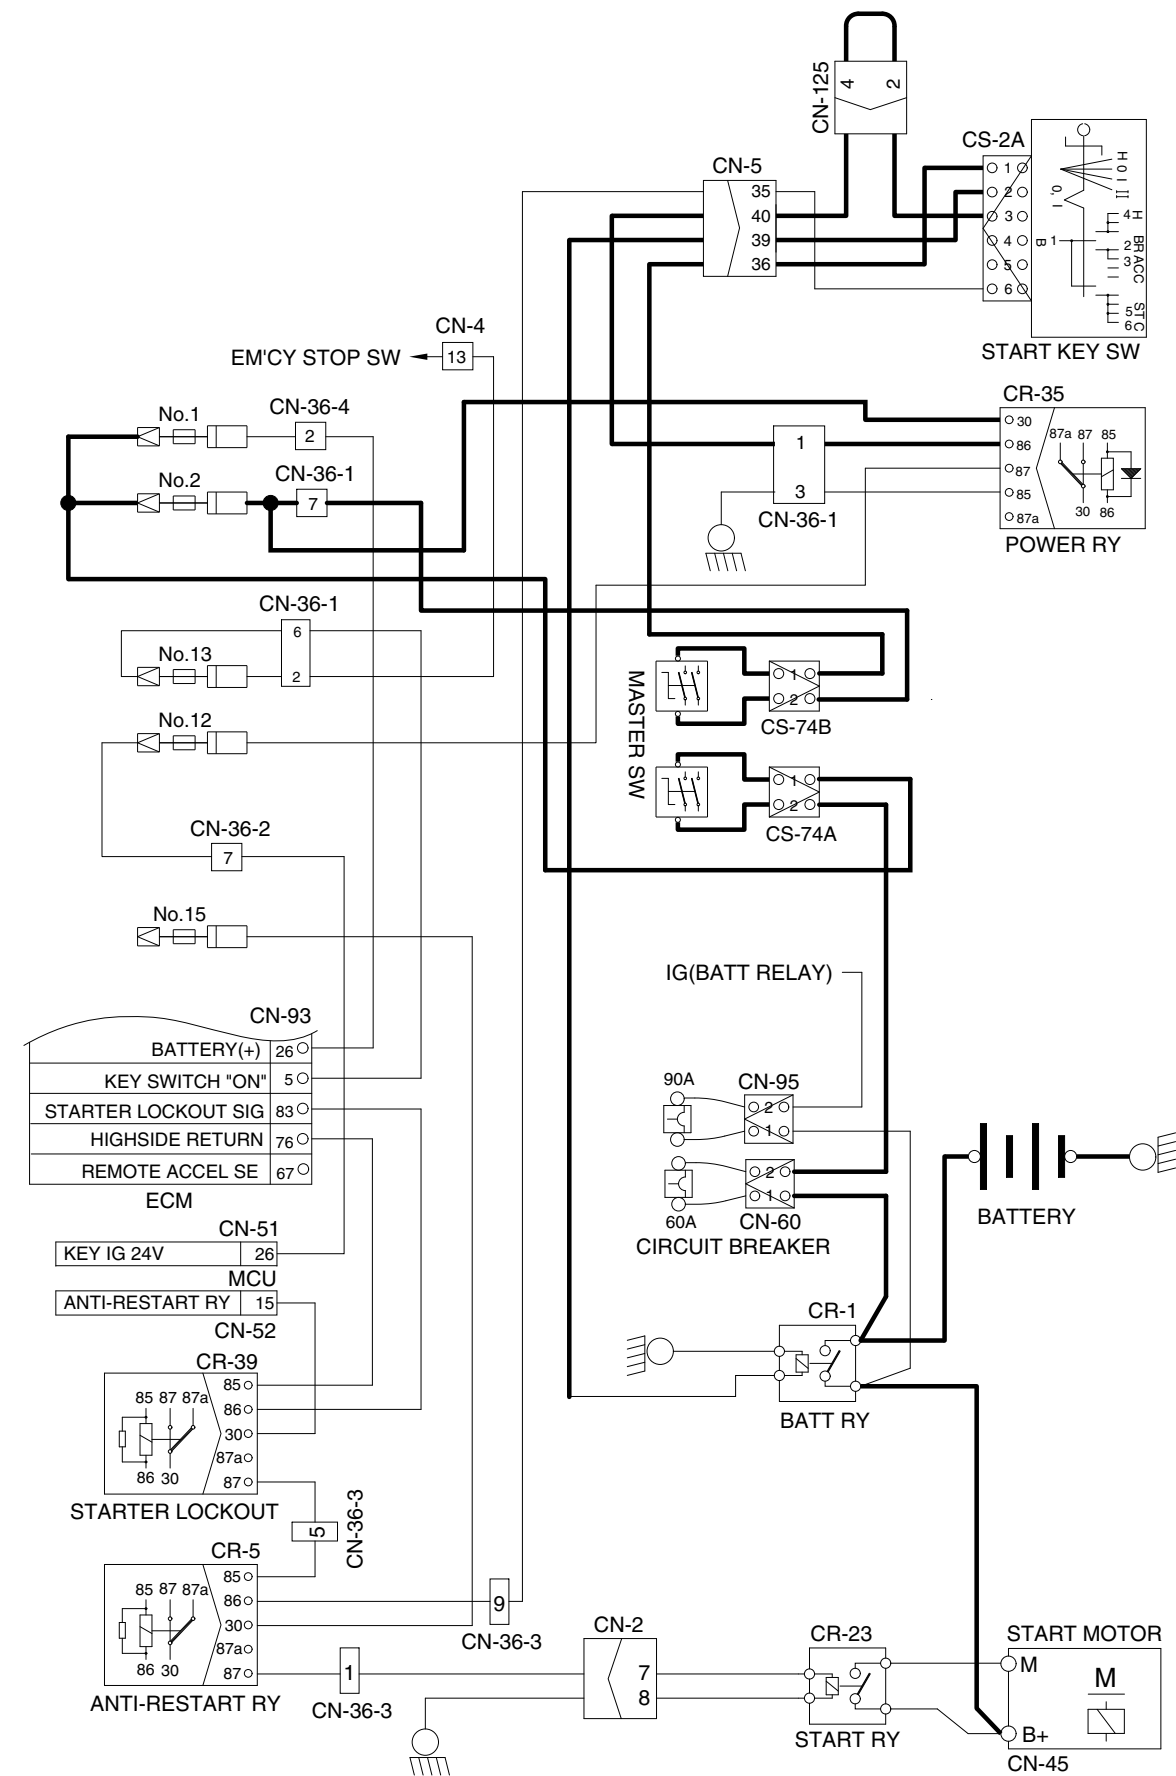 CN-125
4
2
CS-2A
CN-5
35
40
39
36
1
2
3
4
5
6
H 0 I II
0, I
B
1
H
4
BR
2
ACC
3
ST
5
C
6
START KEY SW
CN-4
13
EM'CY STOP SW
CR-35
30
86
87
85
87a
87a 87 85
30 86
POWER RY
No.1
CN-36-4
2
No.2
CN-36-1
7
1
3
CN-36-1
CN-36-1
6
2
No.13
No.12
MASTER SW
1
2
CS-74B
1
2
CS-74A
CN-36-2
7
No.15
IG(BATT RELAY)
CN-93
BATTERY(+) 26
KEY SWITCH "ON" 5
STARTER LOCKOUT SIG 83
HIGHSIDE RETURN 76
REMOTE ACCEL SE 67
ECM
90A
CN-95
2
1
2
1
60A
CN-60
CIRCUIT BREAKER
BATTERY
CN-51
KEY IG 24V 26
MCU
ANTI-RESTART RY 15
CN-52
CR-1
BATT RY
CR-39
85
86
30
87a
87
85 87 87a
86 30
STARTER LOCKOUT
5
CN-36-3
CR-5
85
86
30
87a
87
85 87 87a
86 30
ANTI-RESTART RY
9
CN-36-3
1
CN-36-3
CN-2
7
8
CR-23
START RY
START MOTOR
M
M
B+
CN-45